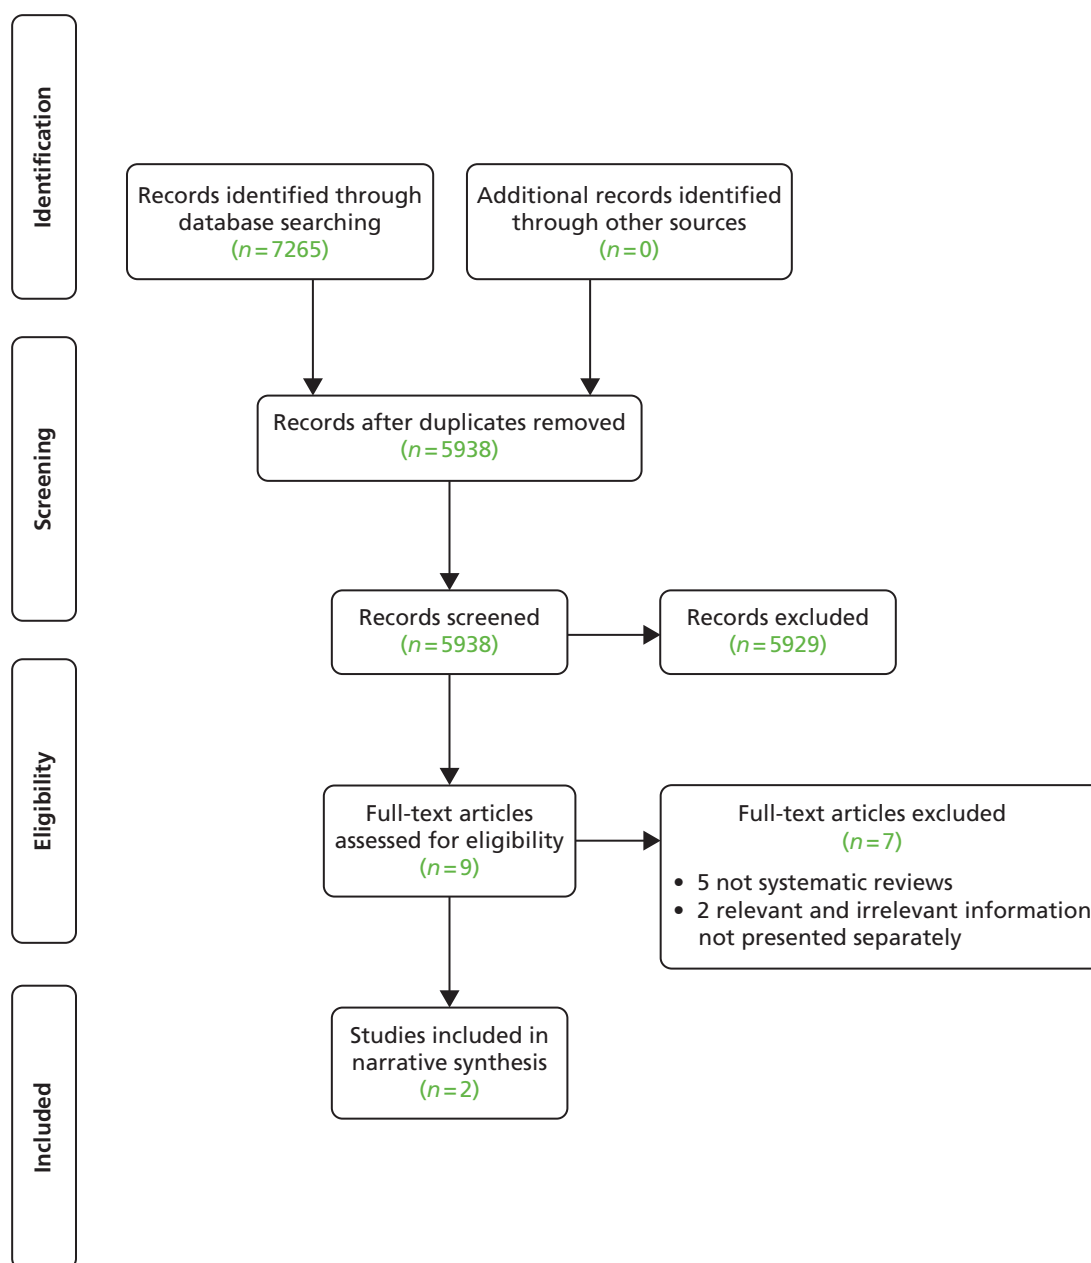 Identification
Records identified through
database searching
(n=7265)
Additional records identified
through other sources
(n=0)
Screening
Records after duplicates removed
(n=5938)
Records screened
(n=5938)
Records excluded
(n=5929)
Eligibility
Full-text articles
assessed for eligibility
(n=9)
Full-text articles excluded
(n=7)
• 5 not systematic reviews
• 2 relevant and irrelevant information
not presented separately
Included
Studies included in
narrative synthesis
(n=2)